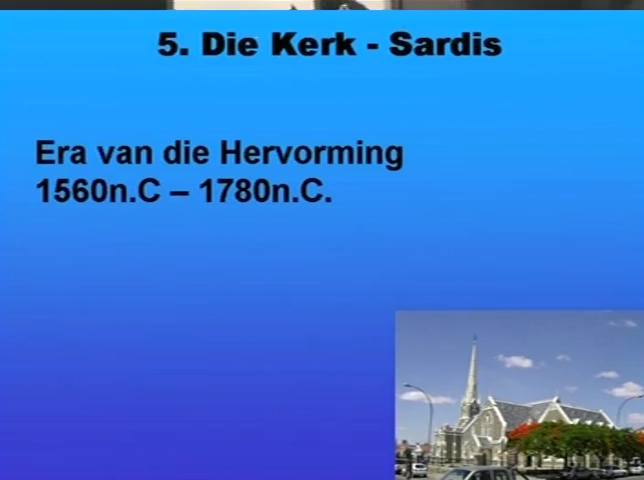 5. Die Kerk - Sardis
Era van die Hervorming
1560n.C – 1780n.C.